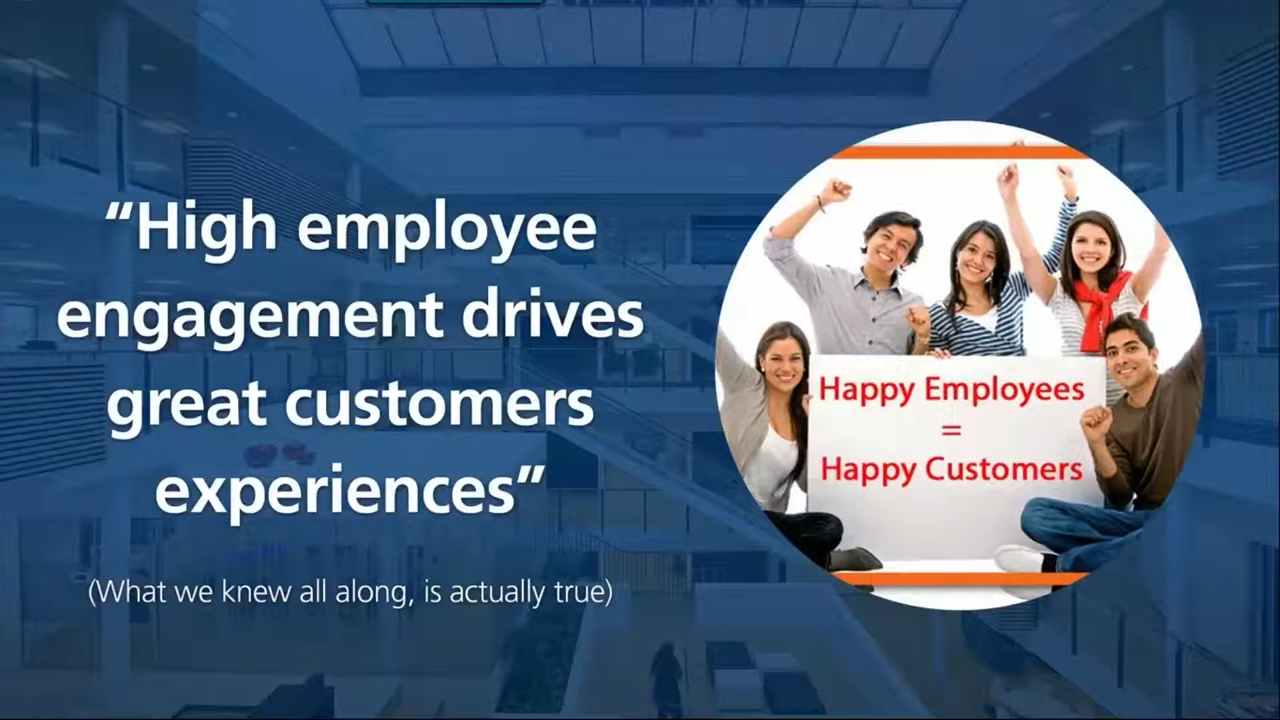 “High employee
engagement drives
great customers
experiences”
(What we knew all along, is actually true)
Happy Employees
=
Happy Customers